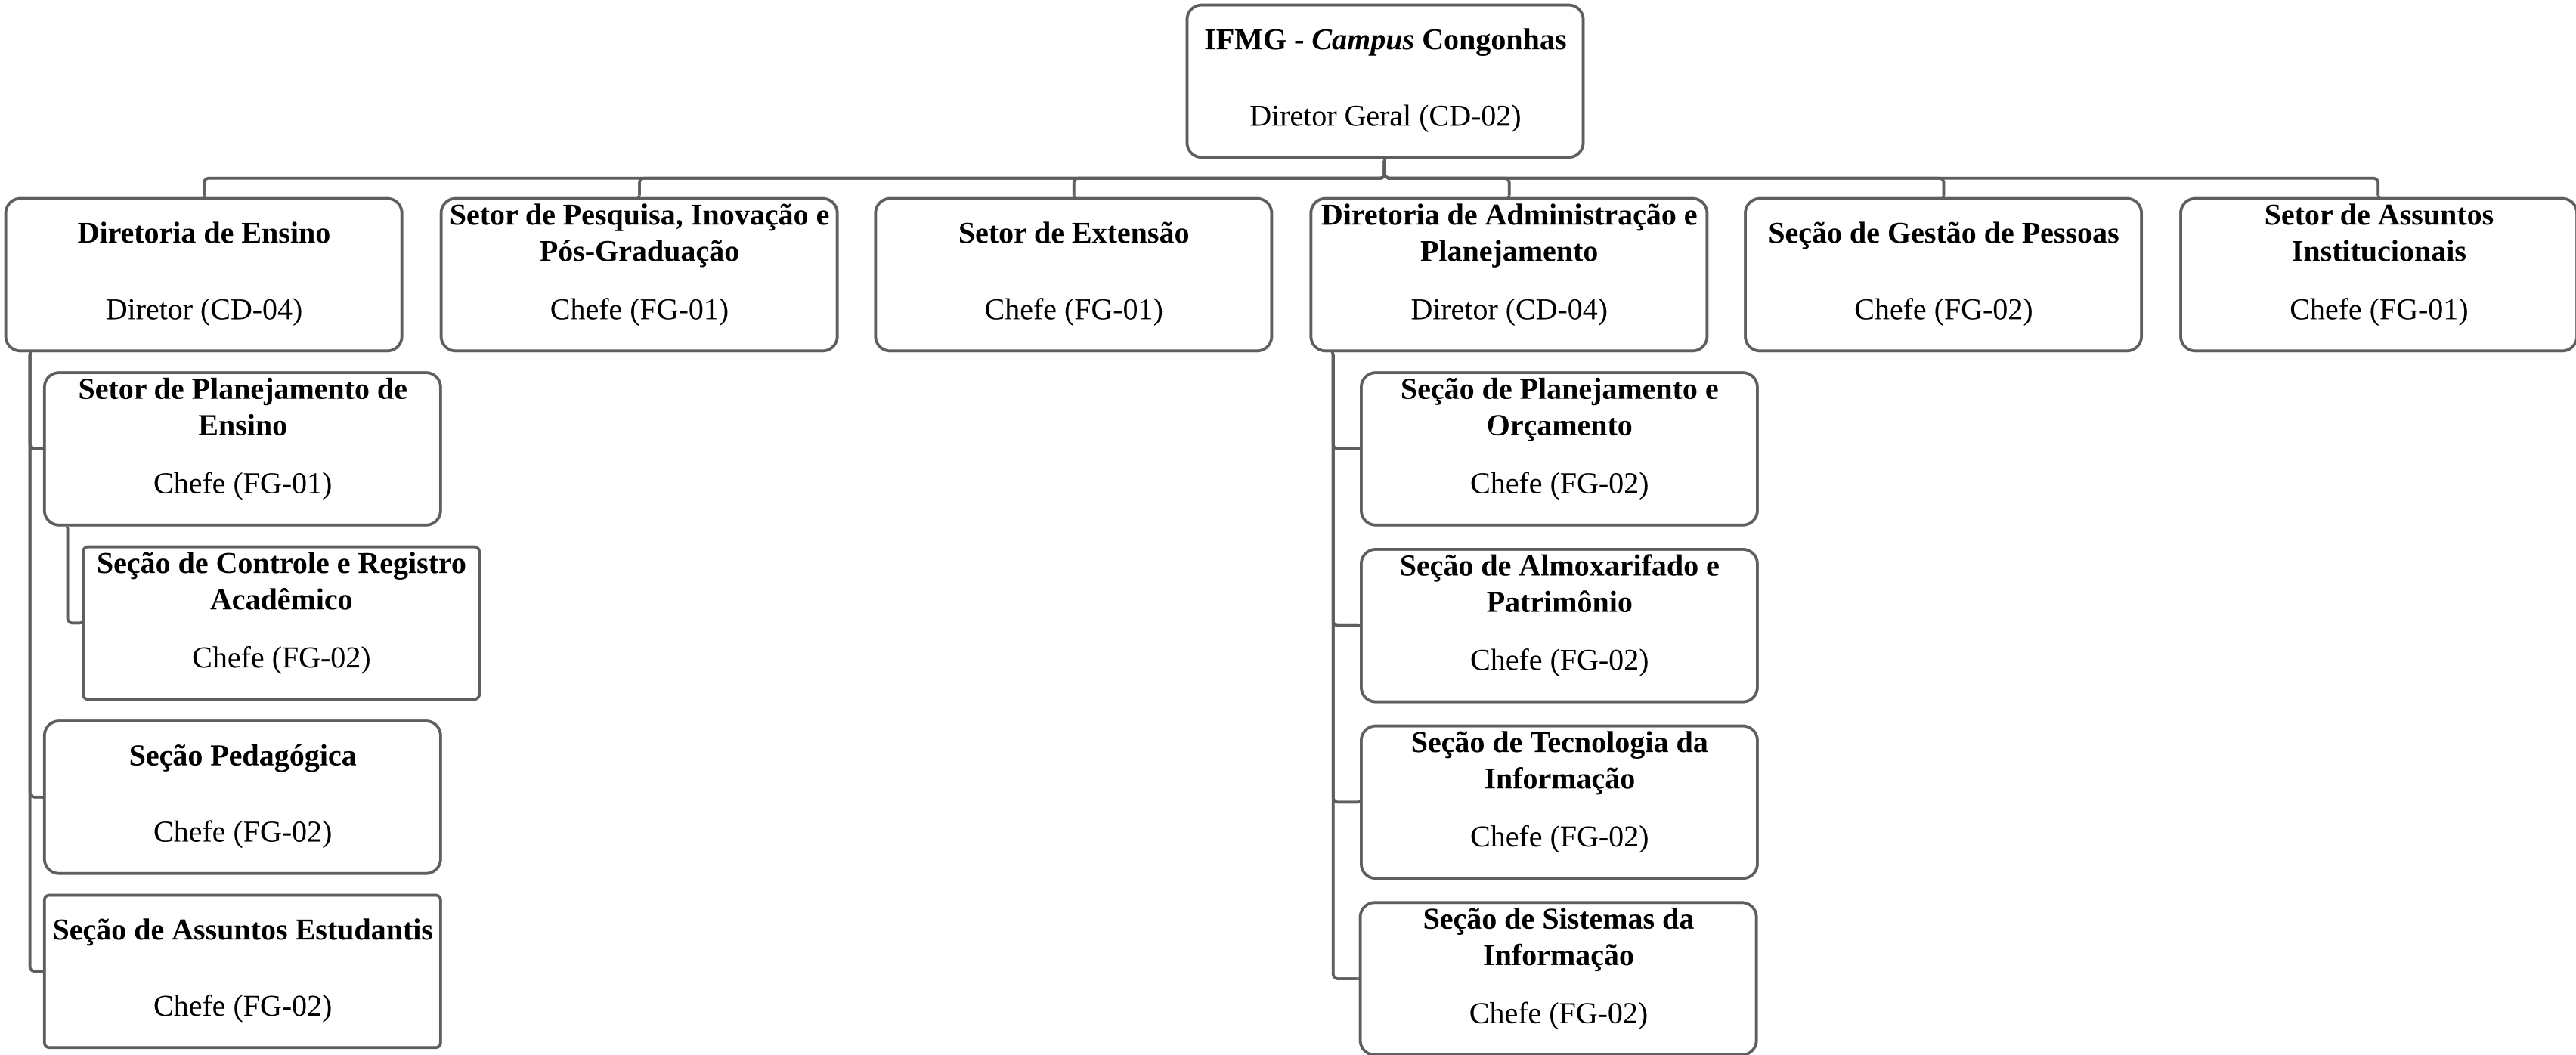 IFMG - Campus Congonhas
Diretor Geral (CD-02)
Diretoria de Ensino
Diretor (CD-04)
Setor de Pesquisa, Inovação e
Pós-Graduação
Chefe (FG-01)
Setor de Extensão
Chefe (FG-01)
Diretoria de Administração e
Planejamento
Diretor (CD-04)
Seção de Gestão de Pessoas
Chefe (FG-02)
Setor de Assuntos
Institucionais
Chefe (FG-01)
Setor de Planejamento de
Ensino
Chefe (FG-01)
Seção de Controle e Registro
Acadêmico
Chefe (FG-02)
Seção Pedagógica
Chefe (FG-02)
Seção de Assuntos Estudantis
Chefe (FG-02)
Seção de Planejamento e
Orçamento
Chefe (FG-02)
Seção de Almoxarifado e
Patrimônio
Chefe (FG-02)
Seção de Tecnologia da
Informação
Chefe (FG-02)
Seção de Sistemas da
Informação
Chefe (FG-02)